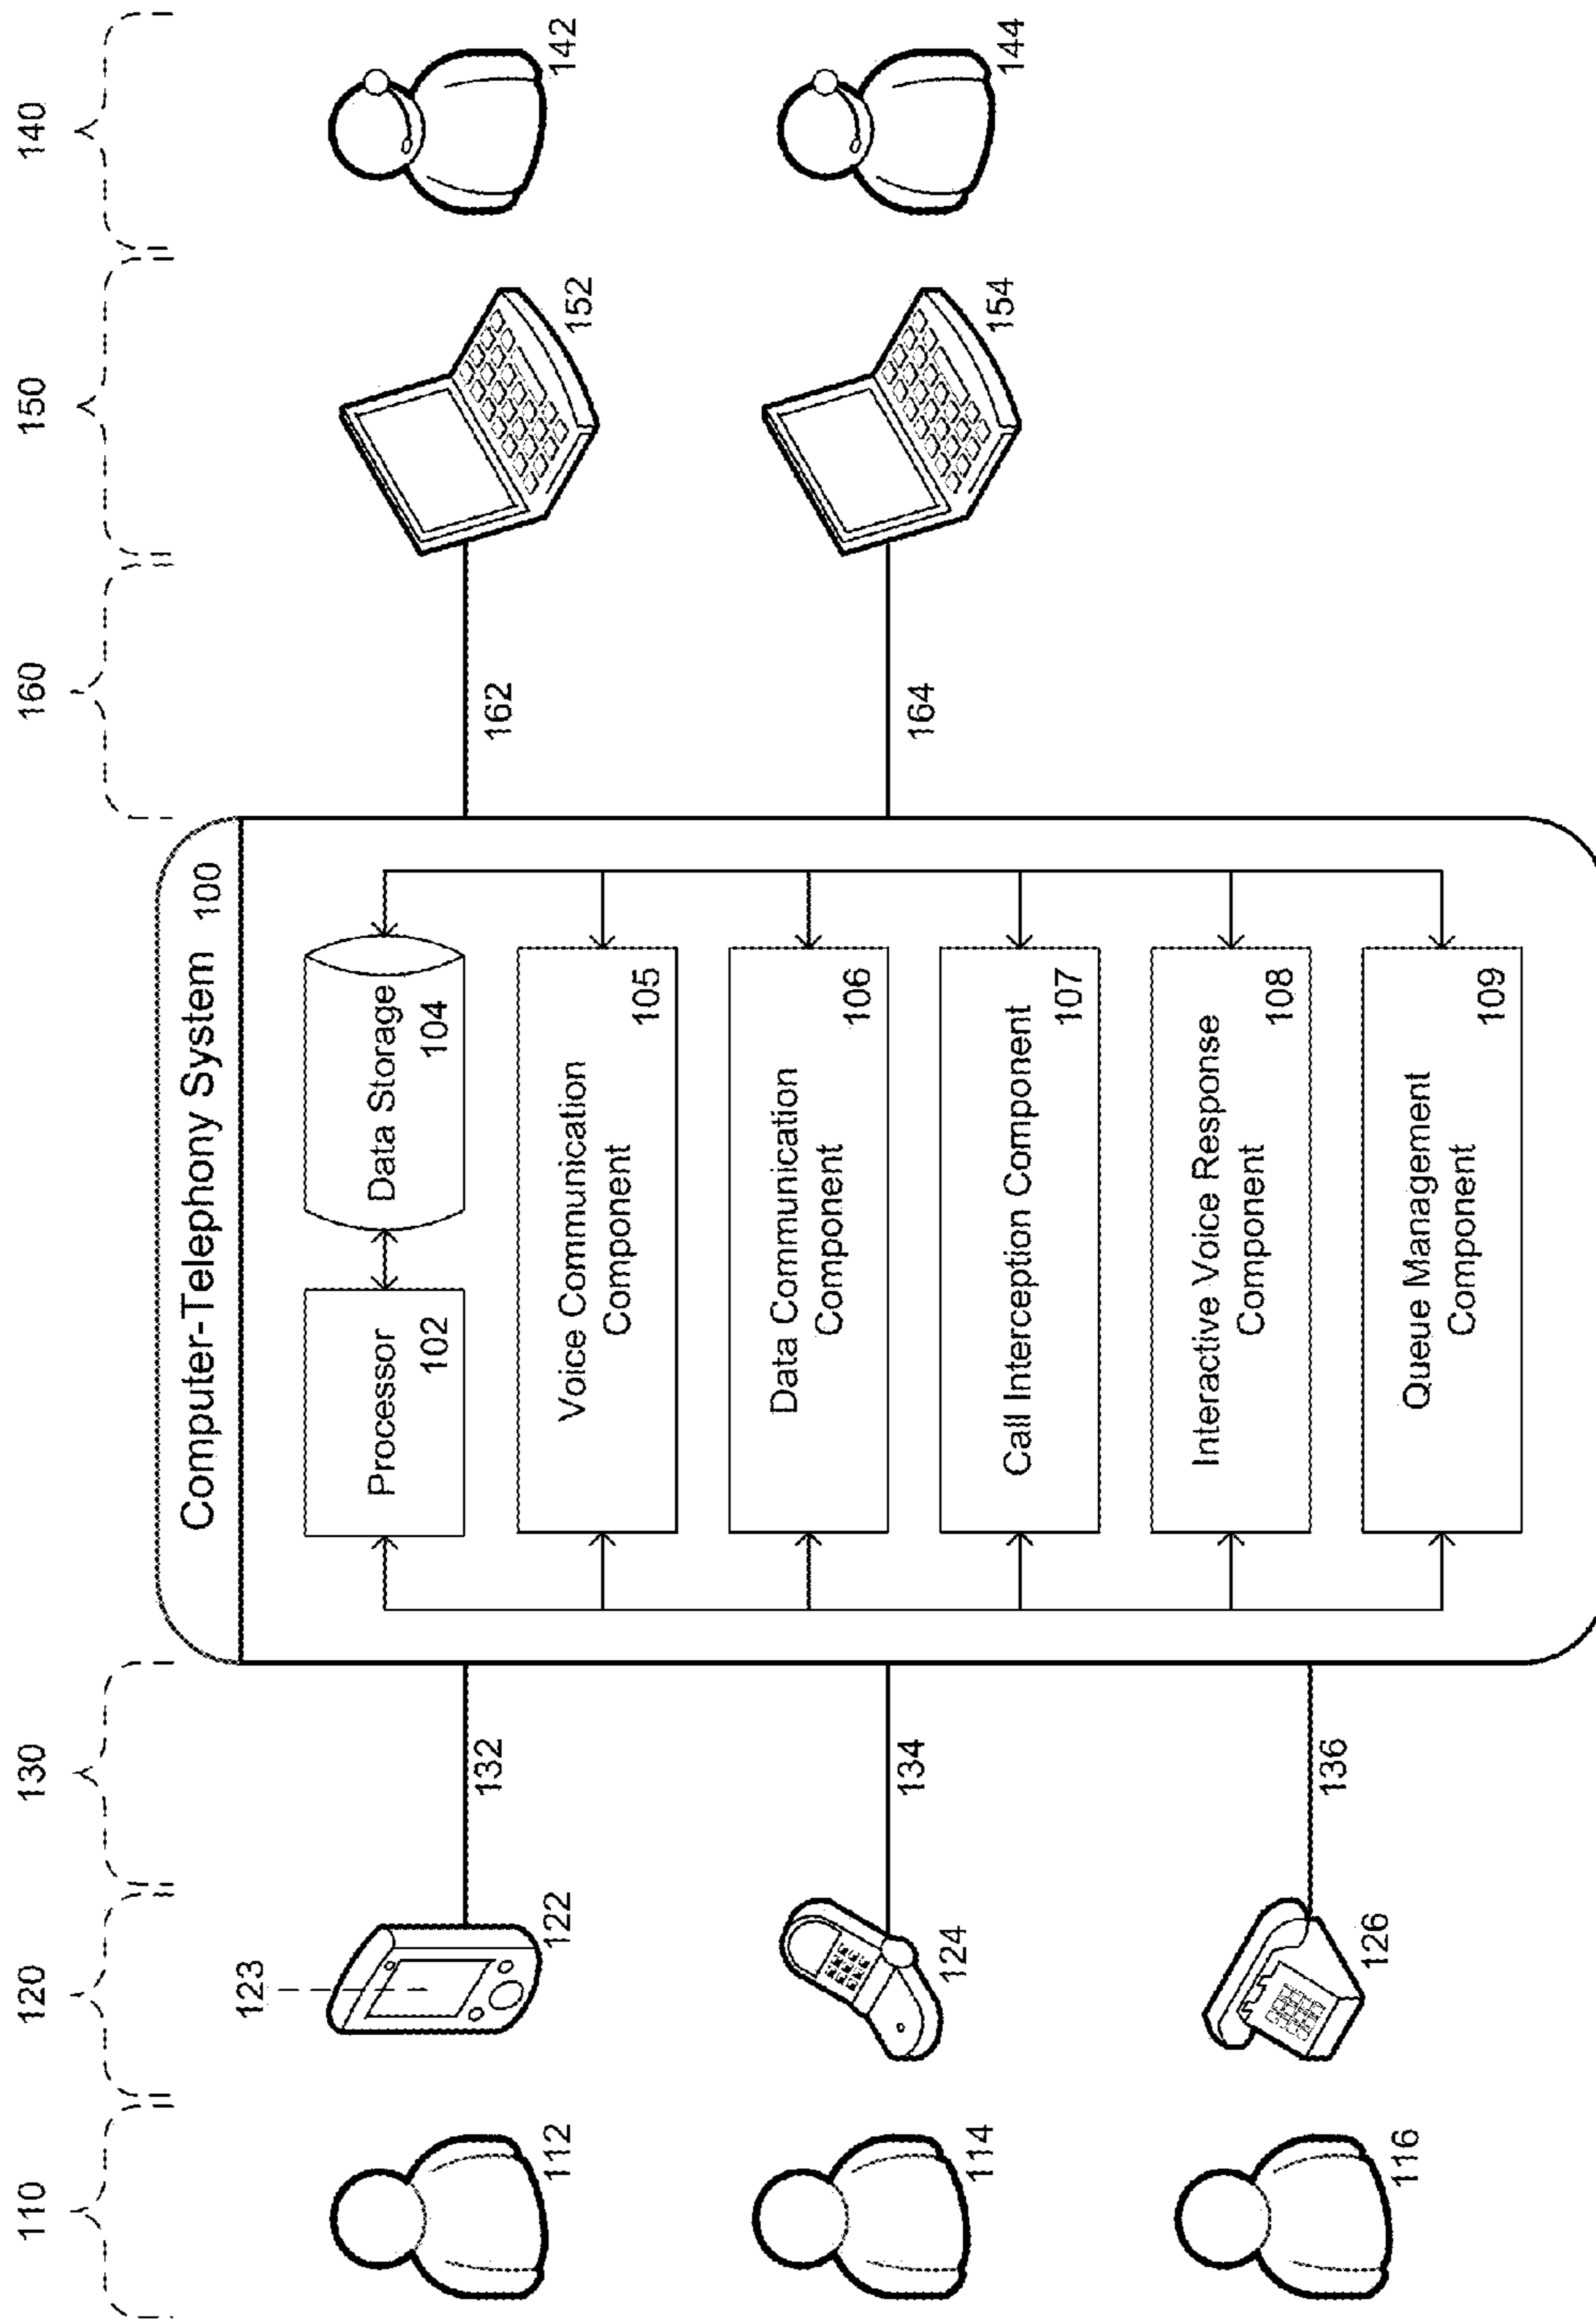 110
120
130
160
150
140
Computer-Telephony System 100
123
Processor
102
Data Storage
104
112
122
132
162
152
142
Voice Communication
Component
105
Data Communication
Component
106
114
124
134
164
154
144
Call Interception Component
107
Interactive Voice Response
Component
108
116
126
136
Queue Management
Component
109